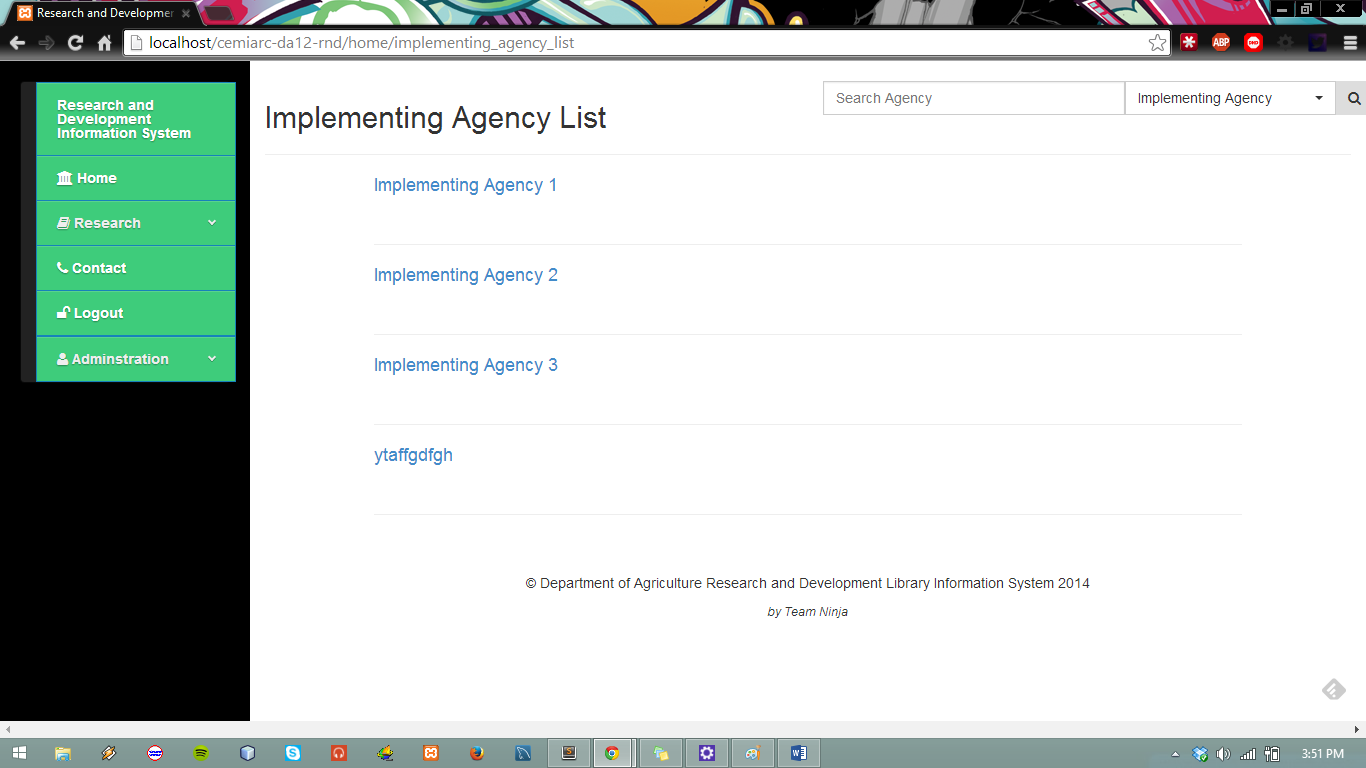 Research and Developmer
localhost/cemiarc-da12-rnd/home/implementing_agency_list
ABP
Research and
Development
Information System
Home
Research
Contact
Logout
Adminstration
Search Agency
Implementing Agency
Implementing Agency List
Implementing Agency 1
Implementing Agency 2
Implementing Agency 3
ytaffgdfgh
© Department of Agriculture Research and Development Library Information System 2014
by Team Ninja
3:51 PM